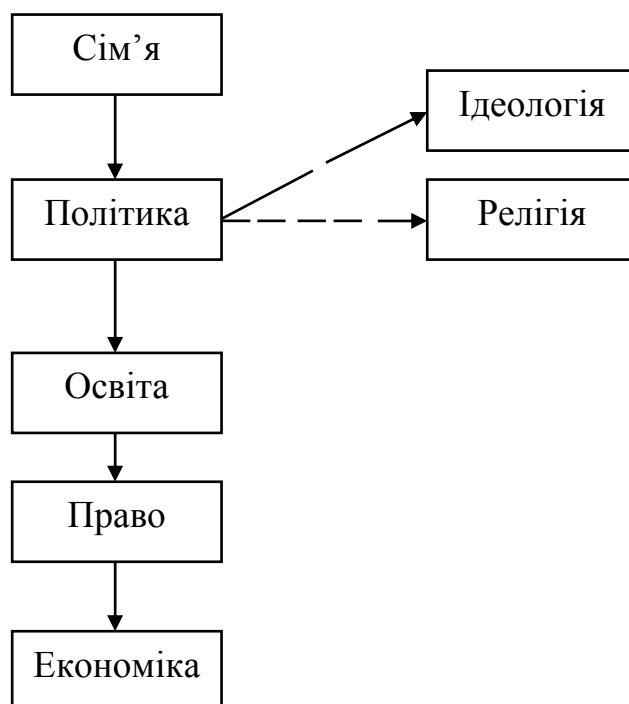 Сім’я
Ідеологія
Політика
Релігія
Освіта
Право
Економіка